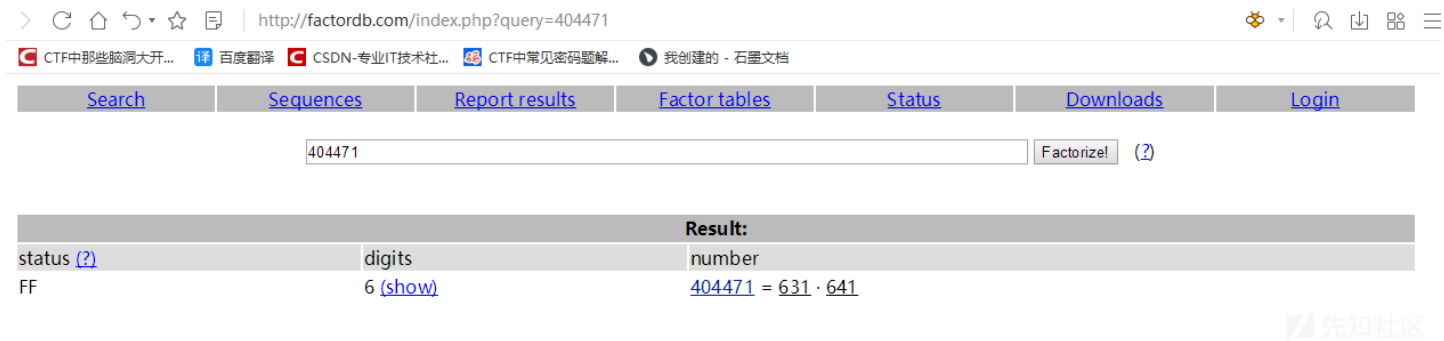 http://factordb.com/index.php?query=404471
CTF中那些脑洞大开... 译 百度翻译 CSDN-专业IT技术社... CTF中常见密码题解... 我创建的 - 石墨文档
Search Sequences Report results Factor tables Status Downloads Login
404471 Factorize! (?)
Result:
status (?) digits number
FF 6 (show) 404471 = 631 · 641
先知社区